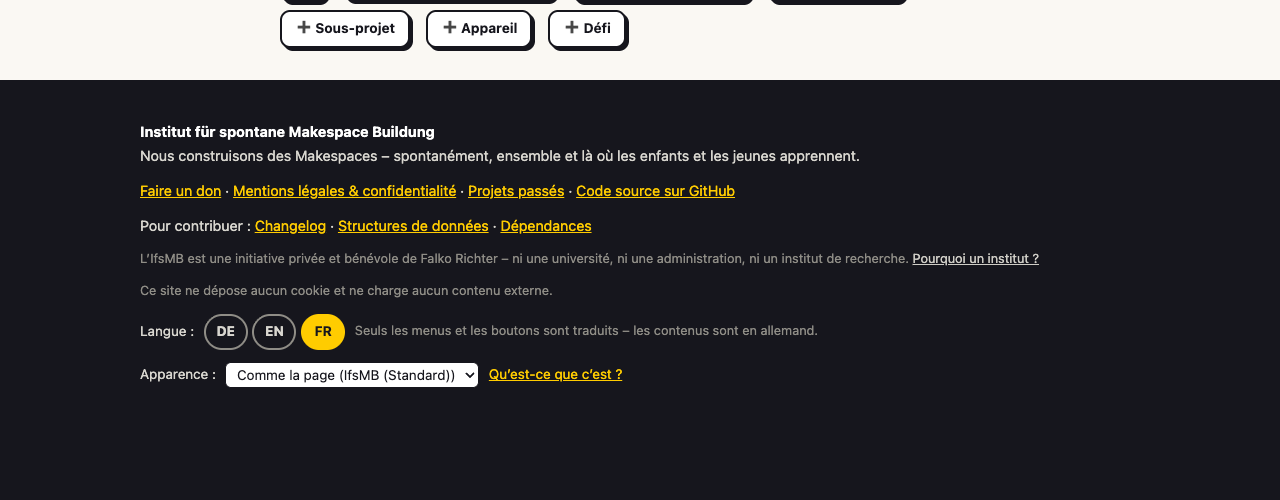 + Sous-projet + Appareil + Défi
Institut für spontane Makespace Buildung
Nous construisons des Makespaces – spontanément, ensemble et là où les enfants et les jeunes apprennent.
Faire un don · Mentions légales & confidentialité · Projets passés · Code source sur GitHub
Pour contribuer : Changelog · Structures de données · Dépendances
L’IfsMB est une initiative privée et bénévole de Falko Richter – ni une université, ni une administration, ni un institut de recherche. Pourquoi un institut ?
Ce site ne dépose aucun cookie et ne charge aucun contenu externe.
Langue : DE EN FR Seuls les menus et les boutons sont traduits – les contenus sont en allemand.
Apparence : Comme la page (IfsMB (Standard)) Qu’est-ce que c’est ?